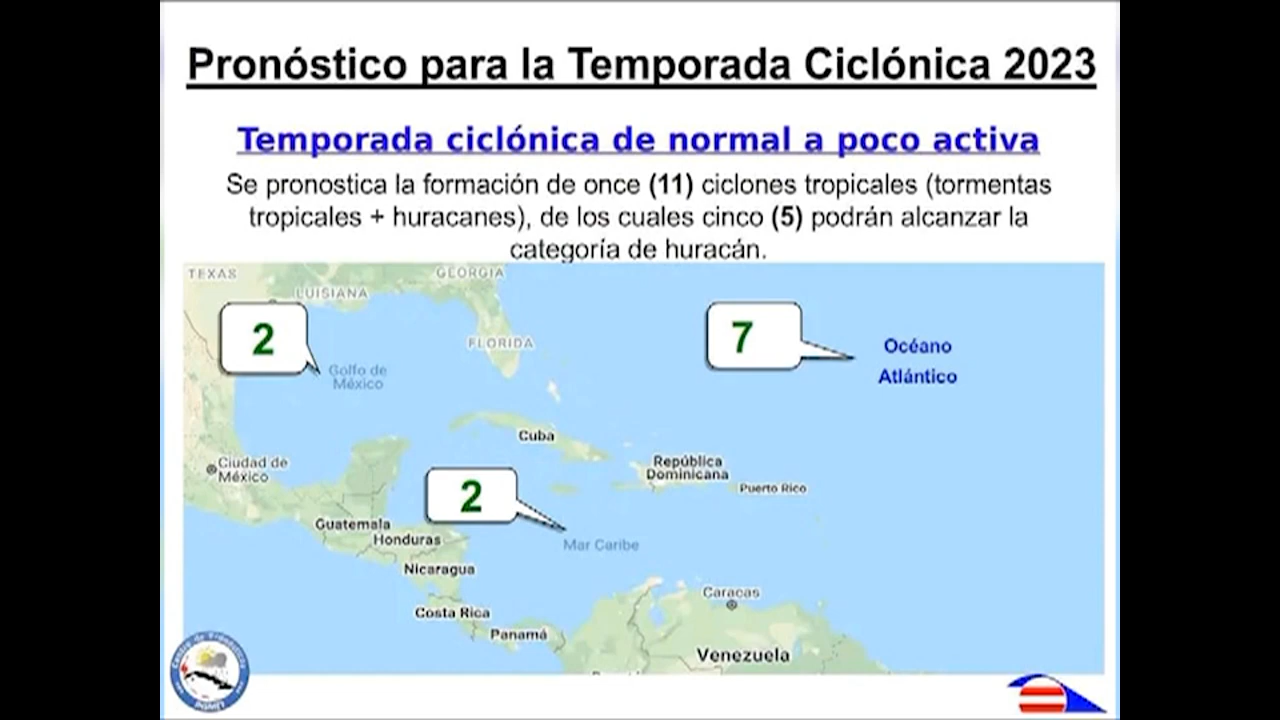 Pronóstico para la Temporada Ciclónica 2023
Temporada ciclónica de normal a poco activa
Se pronostica la formación de once (11) ciclones tropicales (tormentas
tropicales + huracanes), de los cuales cinco (5) podrán alcanzar la
categoría de huracán.
TEXAS
GEORGIA
LUISIANA
2
7
FLORIDA
Océano
Atlántico
Golfo de
México
Cuba
República
Dominicana
Puerto Rico
Ciudad de
México
2
Guatemala
Honduras
Mar Caribe
Nicaragua
Caracas
Costa Rica
Panamá
Venezuela